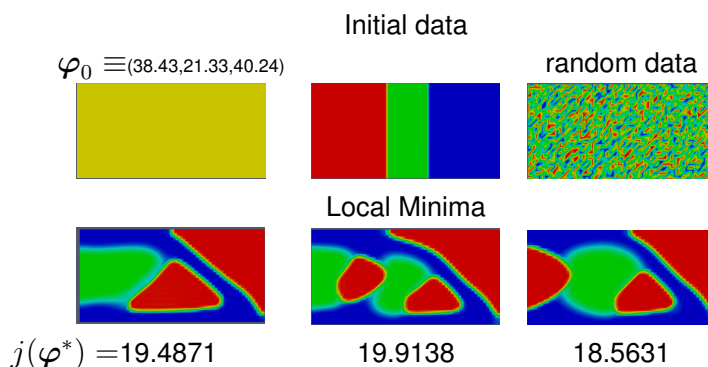 Initial data
φ₀ ≡(38.43,21.33,40.24)
random data
Local Minima
j(φ*) =19.4871 19.9138 18.5631